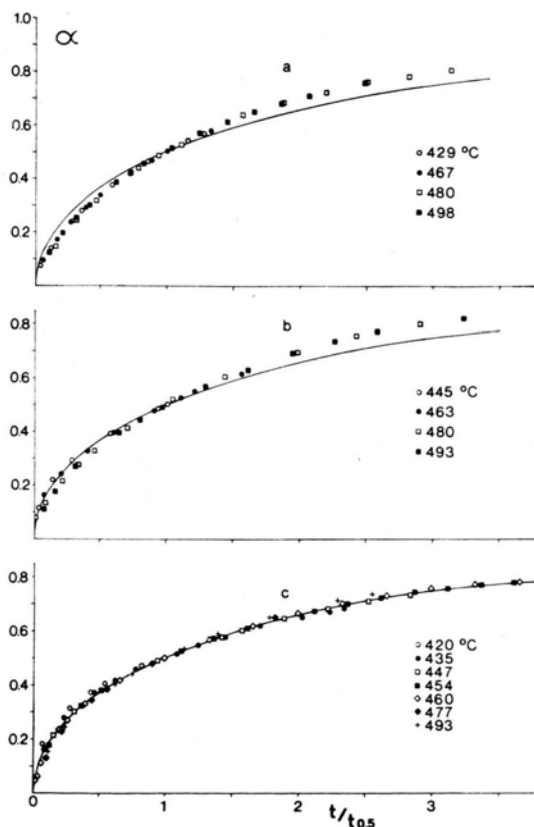 1.0
α
a
0.8
0.6
0.4
0.2
○ 429 °C
● 467
□ 480
■ 498
b
0.8
0.6
0.4
0.2
○ 445 °C
● 463
□ 480
■ 493
c
0.8
0.6
0.4
0.2
○ 420 °C
● 435
□ 447
■ 454
◇ 460
◆ 477
+ 493
0 1 2 3
t/t0.5